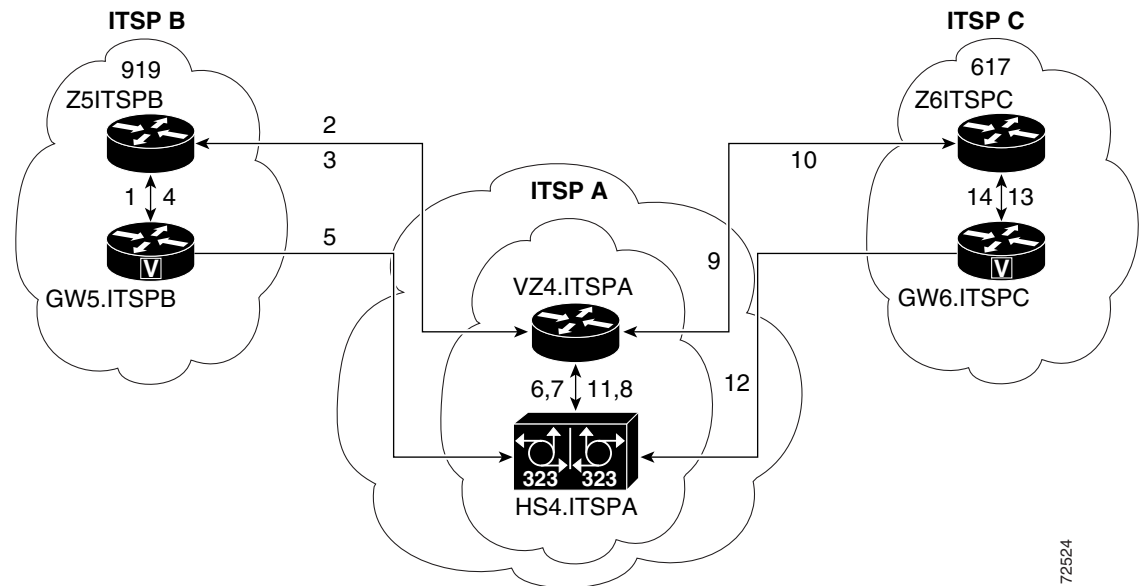 ITSP B
ITSP C
919
617
Z5ITSPB
Z6ITSPC
2
3
10
ITSP A
1 4
14 13
5
9
V
V
VZ4.ITSPA
GW5.ITSPB
GW6.ITSPC
6,7 11,8
12
323 323
HS4.ITSPA
72524